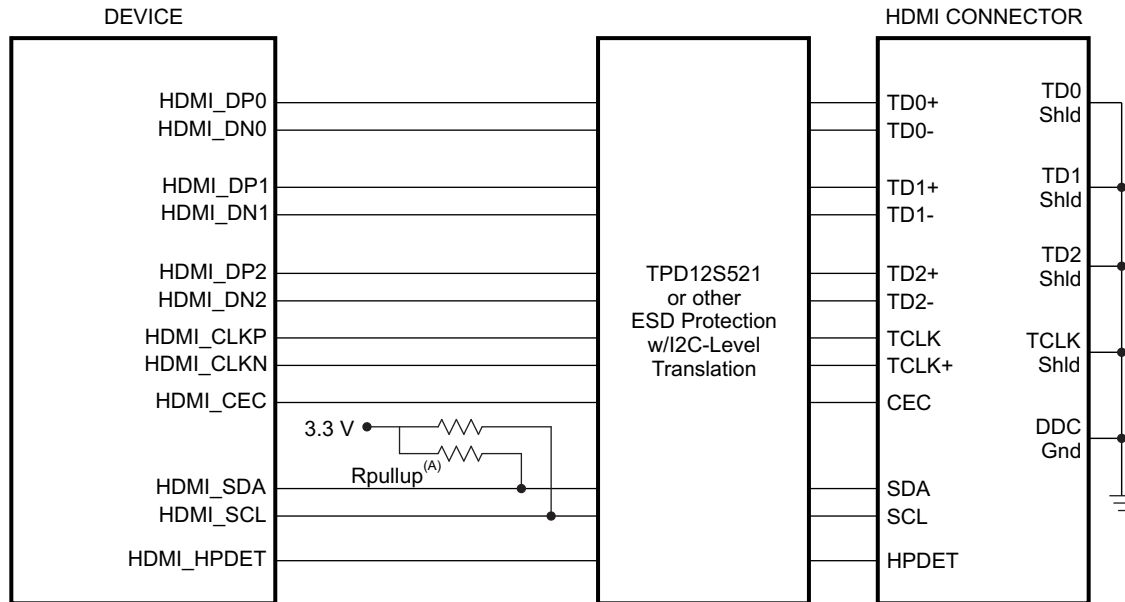 DEVICE
HDMI_DP0
HDMI_DN0
HDMI_DP1
HDMI_DN1
HDMI_DP2
HDMI_DN2
HDMI_CLKP
HDMI_CLKN
HDMI_CEC
3.3 V
Rpullup(A)
HDMI_SDA
HDMI_SCL
HDMI_HPDET
TPD12S521
or other
ESD Protection
w/I2C-Level
Translation
HDMI CONNECTOR
TD0+
TD0-
TD1+
TD1-
TD2+
TD2-
TCLK
TCLK+
CEC
SDA
SCL
HPDET
TD0
Shld
TD1
Shld
TD2
Shld
TCLK
Shld
DDC
Gnd